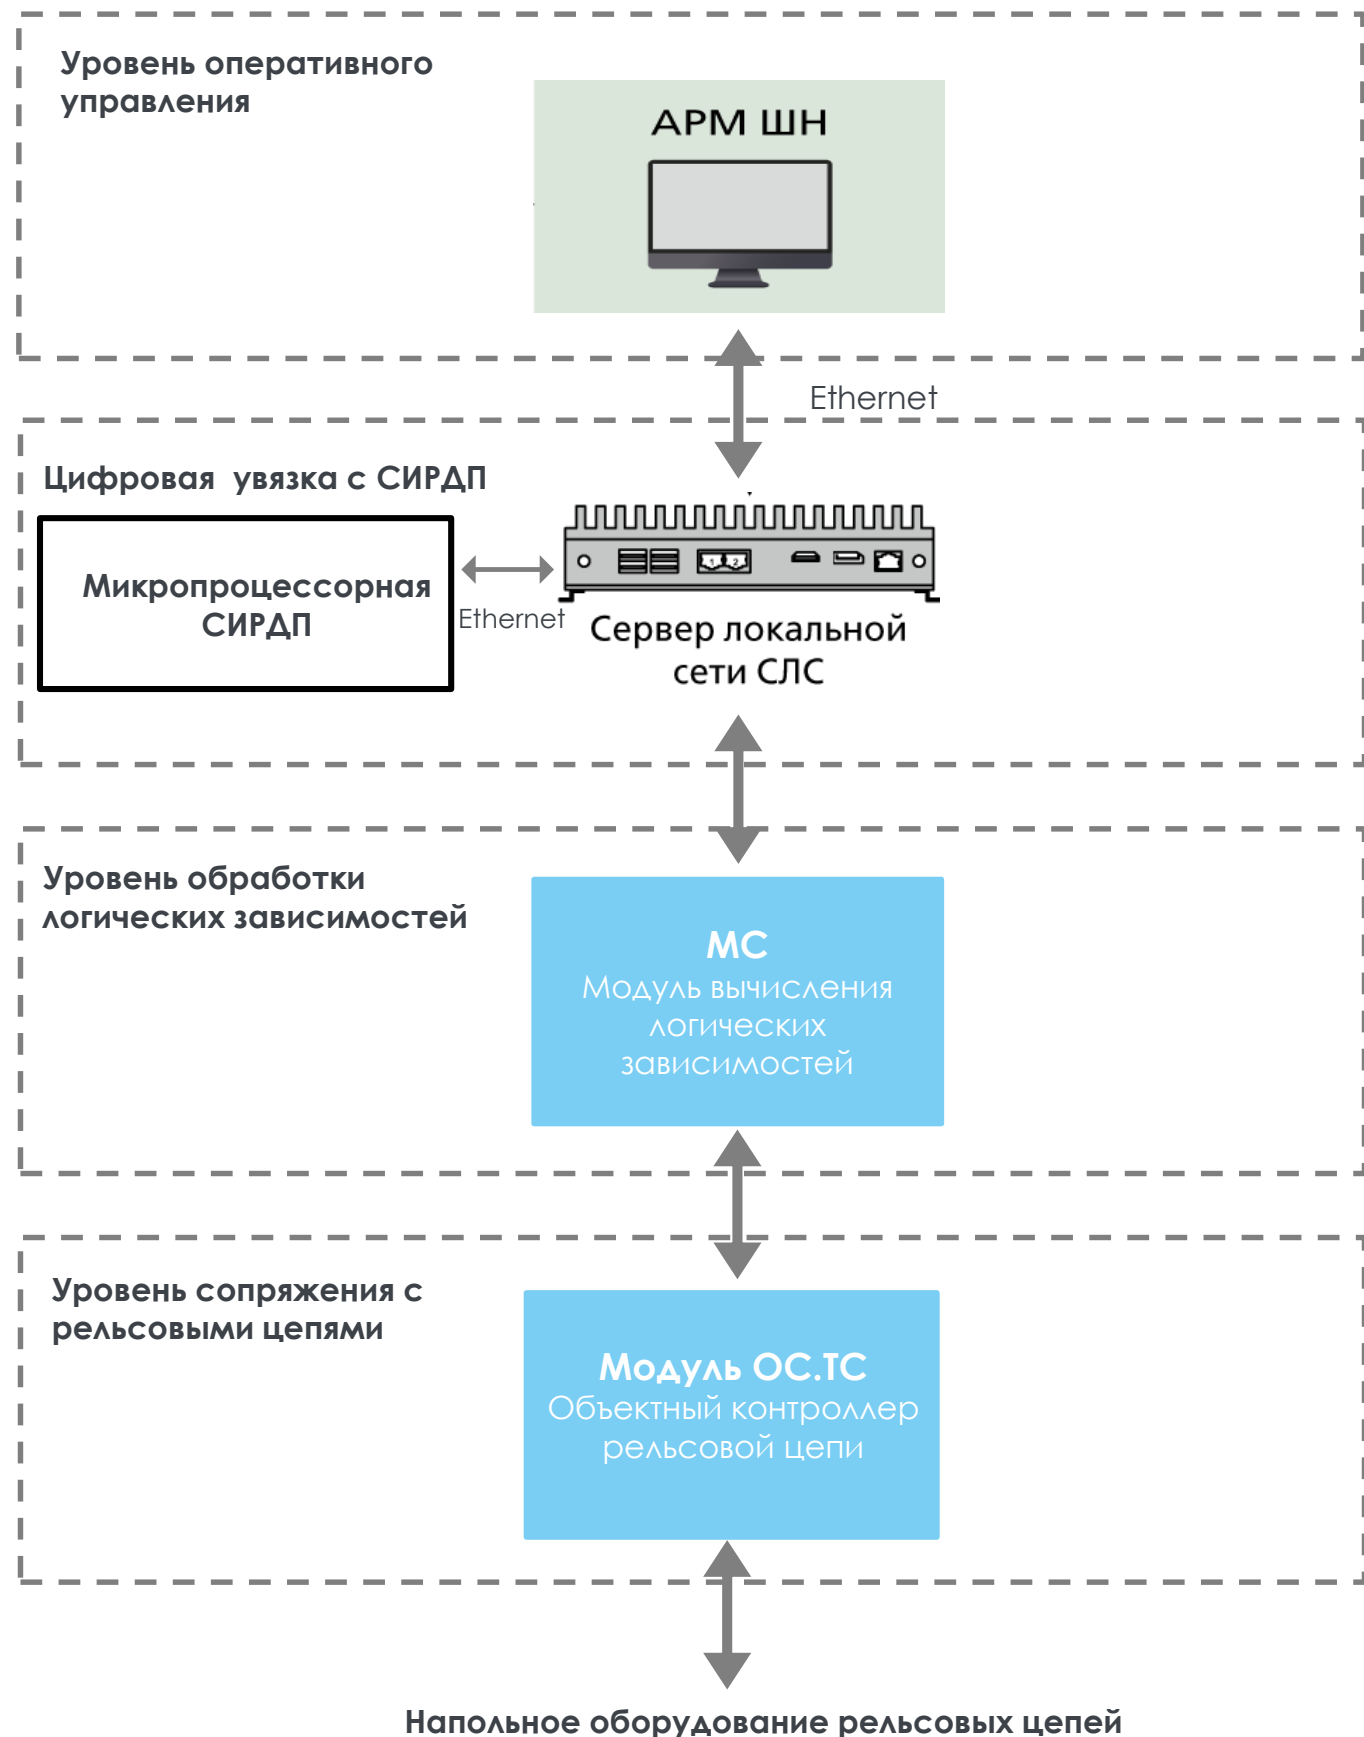 Уровень оперативного
управления
АРМ ШН
Ethernet
Цифровая увязка с СИРДП
Микропроцессорная
СИРДП
Ethernet
1 2
Сервер локальной
сети СЛС
Уровень обработки
логических зависимостей
МС
Модуль вычисления
логических
зависимостей
Уровень сопряжения с
рельсовыми цепями
Модуль ОС.ТС
Объектный контроллер
рельсовой цепи
Напольное оборудование рельсовых цепей